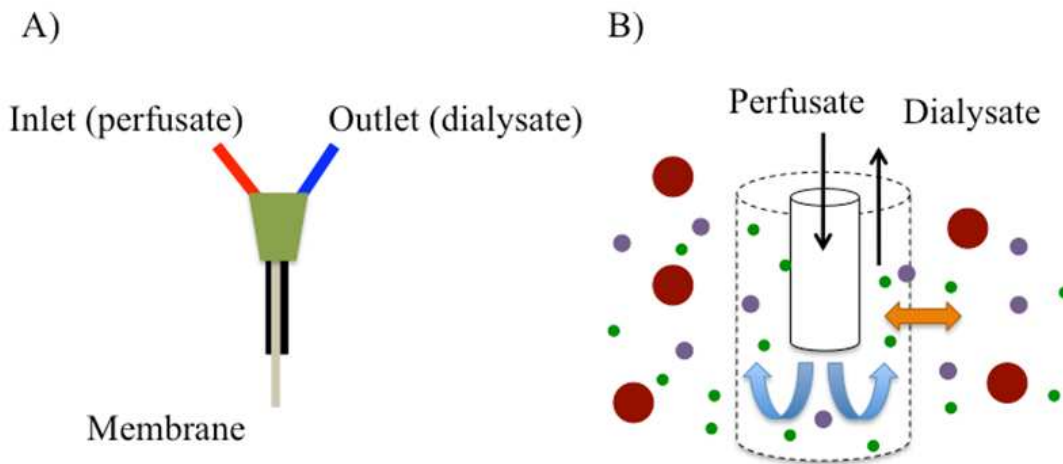 A)
Inlet (perfusate)
Outlet (dialysate)
Membrane
B)
Perfusate
Dialysate